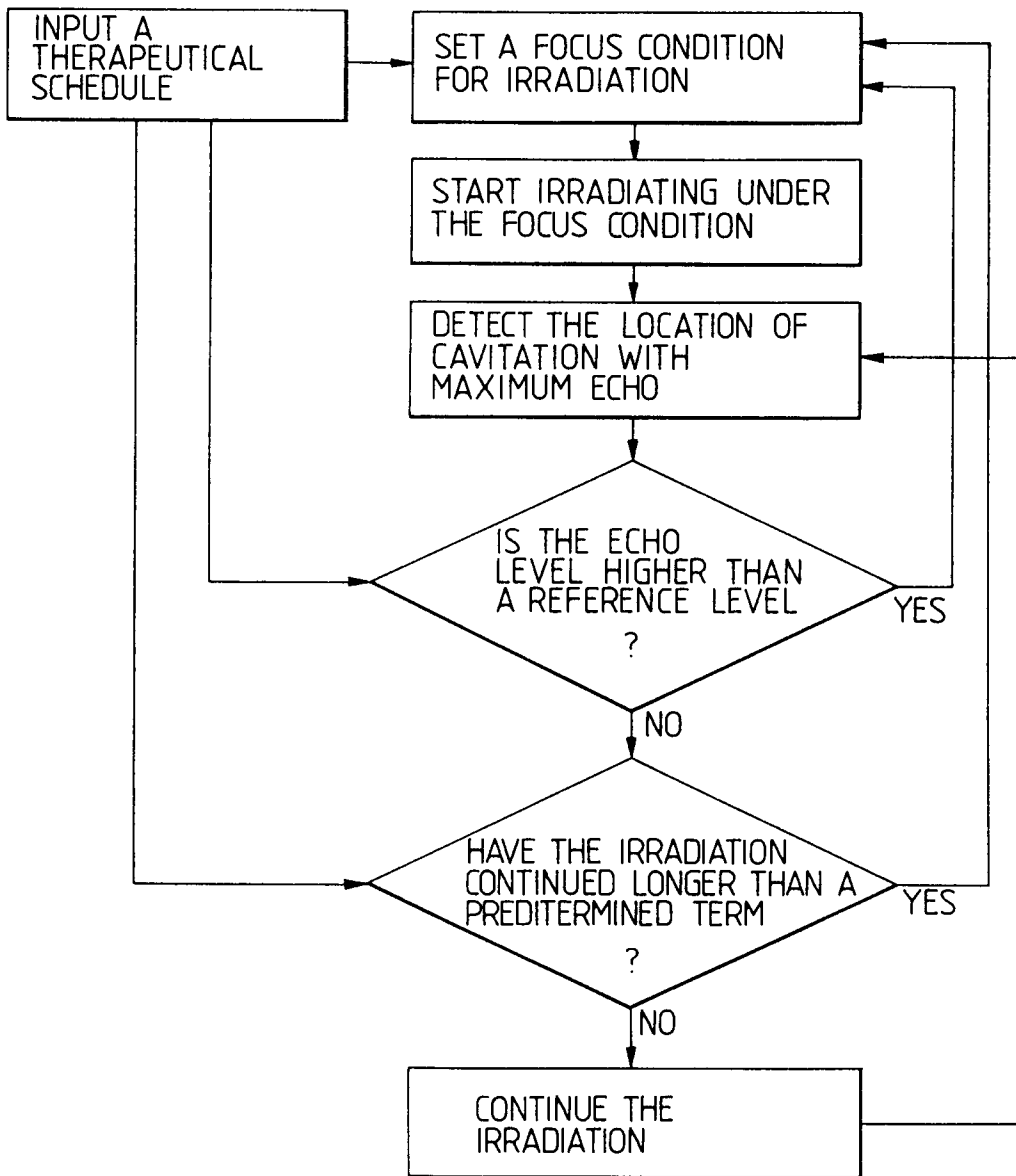 INPUT A
THERAPEUTICAL
SCHEDULE
SET A FOCUS CONDITION
FOR IRRADIATION
START IRRADIATING UNDER
THE FOCUS CONDITION
DETECT THE LOCATION OF
CAVITATION WITH
MAXIMUM ECHO
IS THE ECHO
LEVEL HIGHER THAN
A REFERENCE LEVEL
?
YES
NO
HAVE THE IRRADIATION
CONTINUED LONGER THAN A
PREDITERMINED TERM
?
YES
NO
CONTINUE THE
IRRADIATION